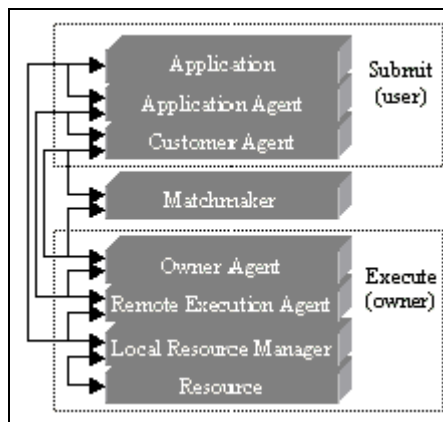 Application
Application Agent
Customer Agent
Submit
(user)
Matchmaker
Owner Agent
Remote Execution Agent
Local Resource Manager
Resource
Execute
(owner)